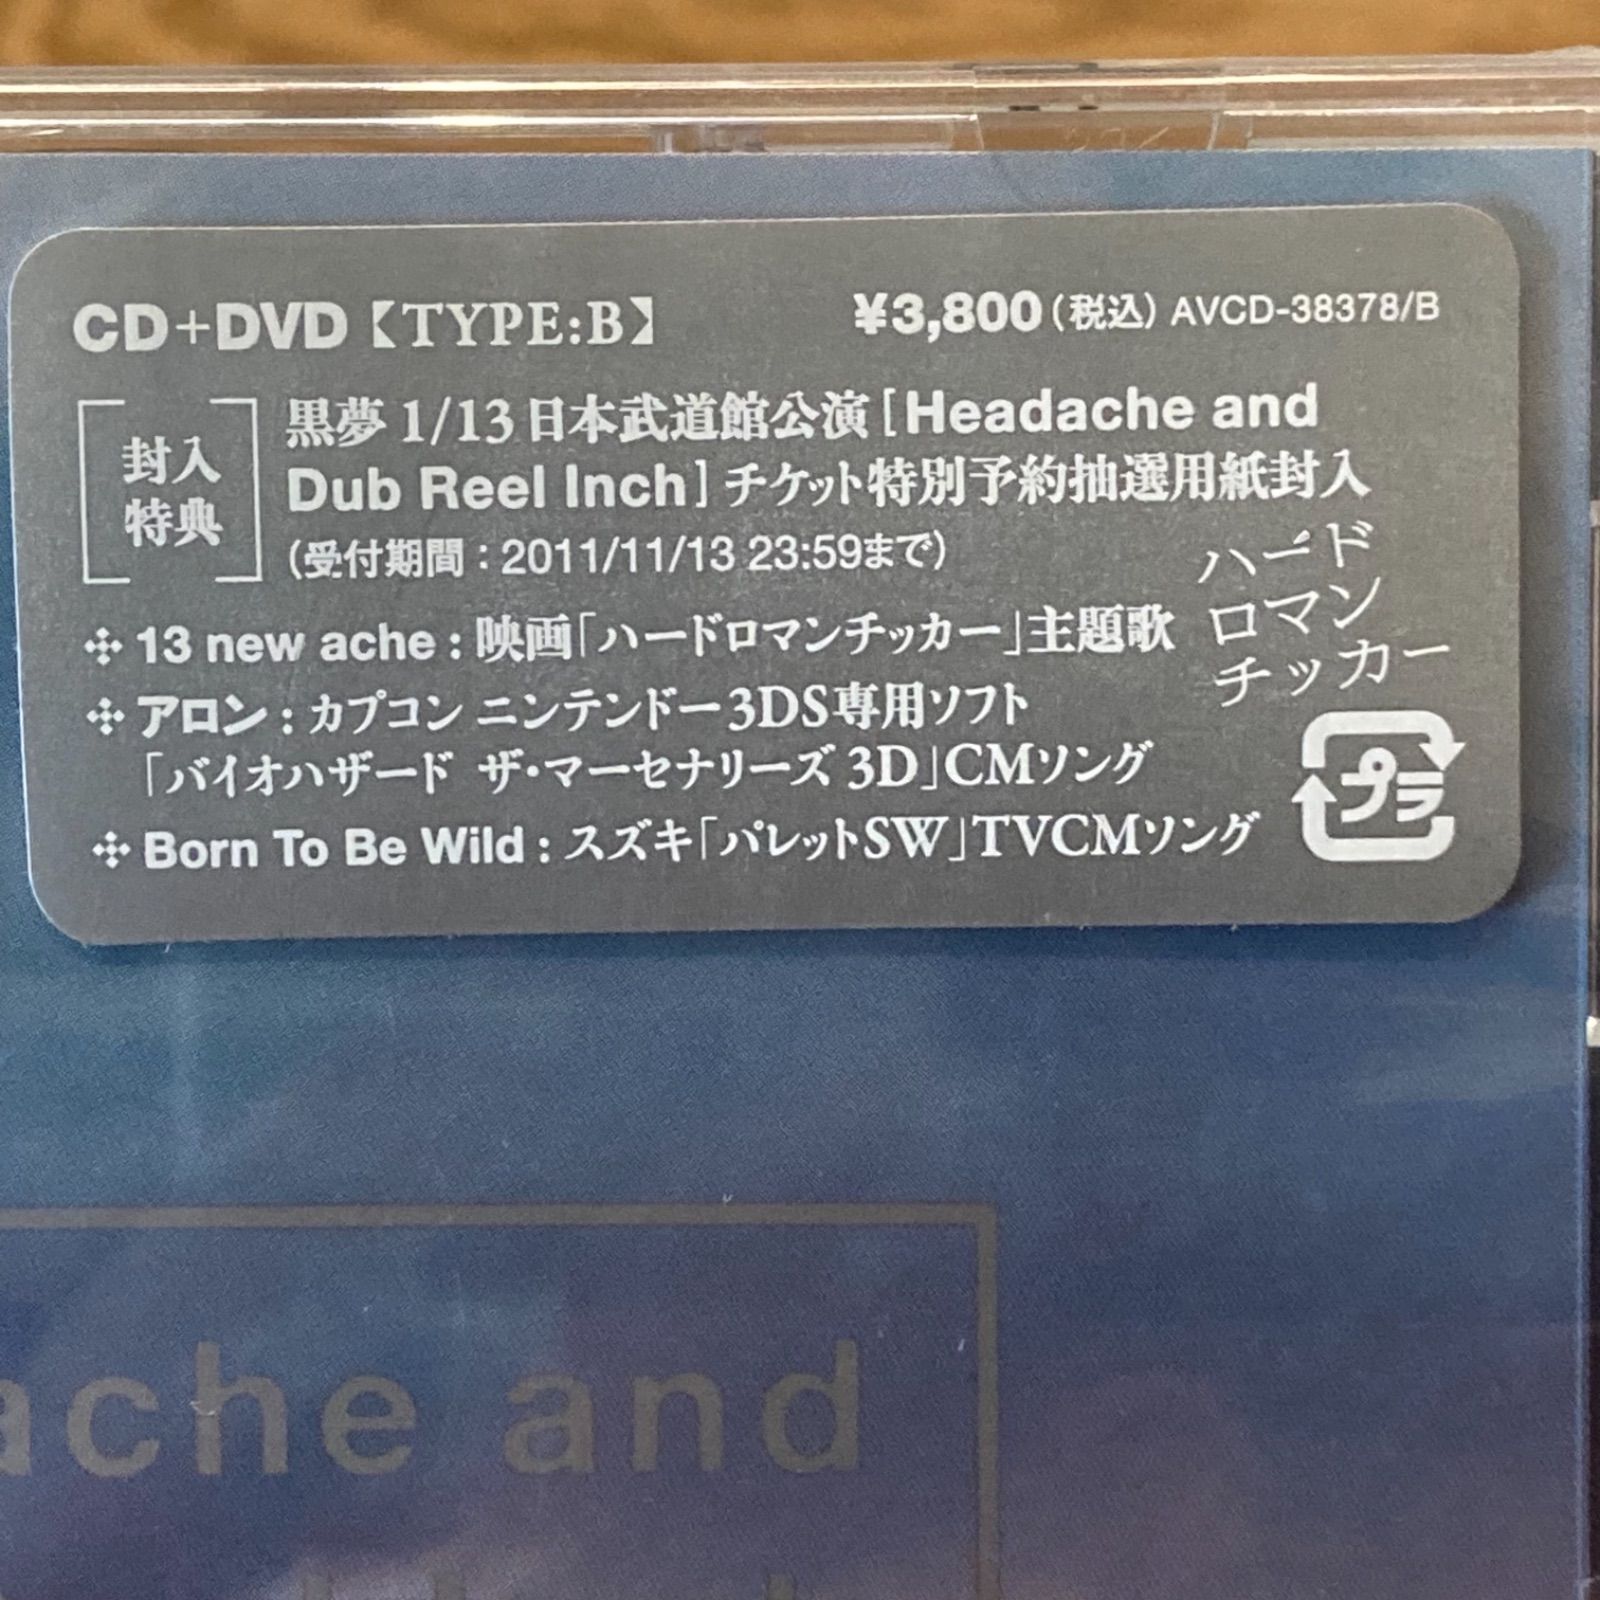 CD+DVD【TYPE:B】 ¥3,800(税込) AVCD-38378/B
封入特典
黒夢 1/13 日本武道館公演[Headache and
Dub Reel Inch]チケット特別予約抽選用紙封入
(受付期間:2011/11/13 23:59まで)
13 new ache:映画「ハードロマンチッカー」主題歌
アロン:カプコン ニンテンドー3DS専用ソフト
「バイオハザード ザ・マーセナリーズ 3D」CMソング
Born To Be Wild:スズキ「パレットSW」TVCMソング
ハード
ロマン
チッカー
プラ
ache and